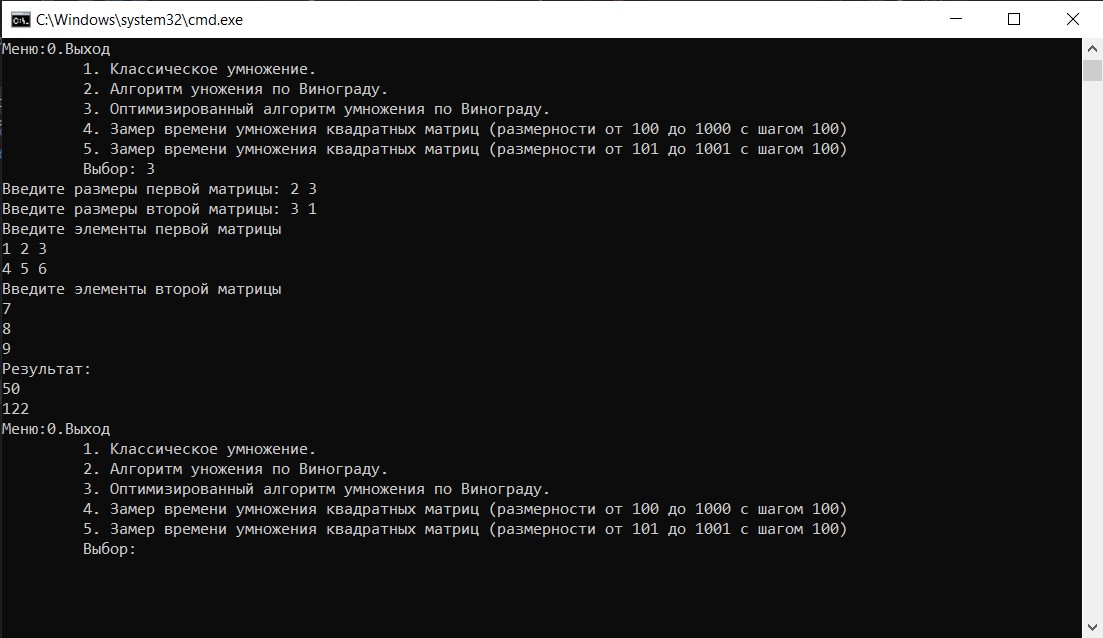 C:\Windows\system32\cmd.exe
Меню:0.Выход
1. Классическое умножение.
2. Алгоритм уножения по Винограду.
3. Оптимизированный алгоритм умножения по Винограду.
4. Замер времени умножения квадратных матриц (размерности от 100 до 1000 с шагом 100)
5. Замер времени умножения квадратных матриц (размерности от 101 до 1001 с шагом 100)
Выбор: 3
Введите размеры первой матрицы: 2 3
Введите размеры второй матрицы: 3 1
Введите элементы первой матрицы
1 2 3
4 5 6
Введите элементы второй матрицы
7
8
9
Результат:
50
122
Меню:0.Выход
1. Классическое умножение.
2. Алгоритм уножения по Винограду.
3. Оптимизированный алгоритм умножения по Винограду.
4. Замер времени умножения квадратных матриц (размерности от 100 до 1000 с шагом 100)
5. Замер времени умножения квадратных матриц (размерности от 101 до 1001 с шагом 100)
Выбор: